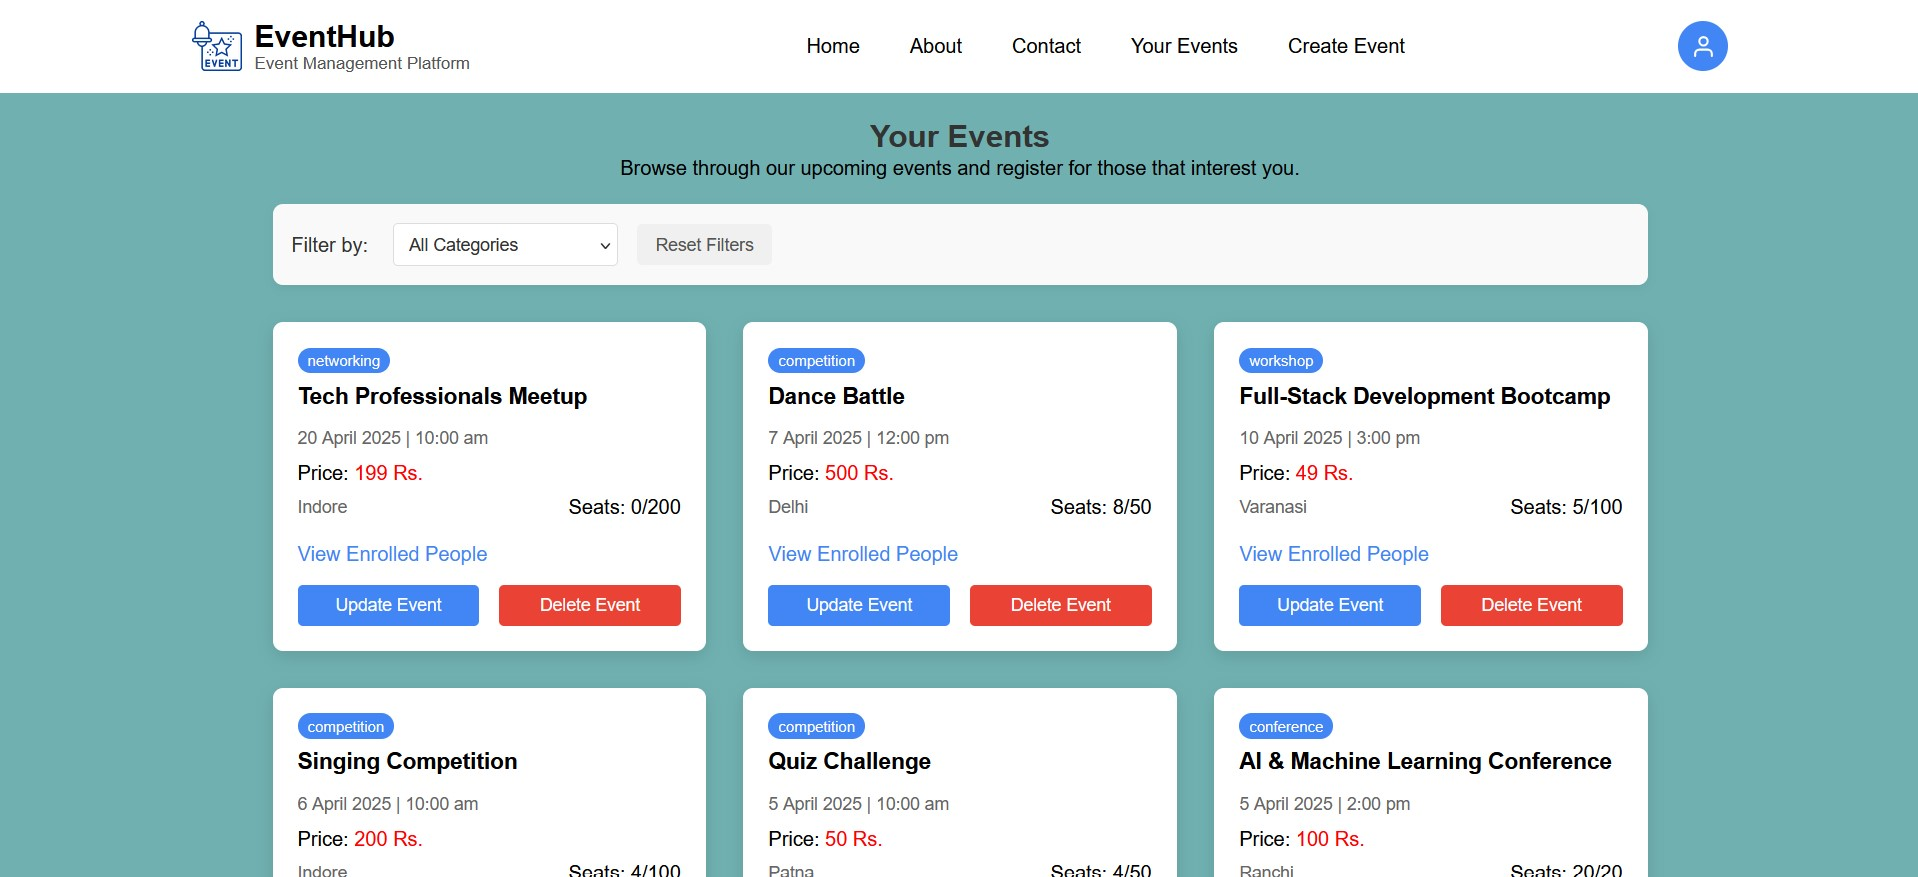 EVENT
EventHub
Event Management Platform
Home About Contact Your Events Create Event
Your Events
Browse through our upcoming events and register for those that interest you.
Filter by: All Categories Reset Filters
networking
Tech Professionals Meetup
20 April 2025 | 10:00 am
Price: 199 Rs.
Indore Seats: 0/200
View Enrolled People
Update Event Delete Event
competition
Dance Battle
7 April 2025 | 12:00 pm
Price: 500 Rs.
Delhi Seats: 8/50
View Enrolled People
Update Event Delete Event
workshop
Full-Stack Development Bootcamp
10 April 2025 | 3:00 pm
Price: 49 Rs.
Varanasi Seats: 5/100
View Enrolled People
Update Event Delete Event
competition
Singing Competition
6 April 2025 | 10:00 am
Price: 200 Rs.
Indore Seats: 4/100
competition
Quiz Challenge
5 April 2025 | 10:00 am
Price: 50 Rs.
Patna Seats: 4/50
conference
AI & Machine Learning Conference
5 April 2025 | 2:00 pm
Price: 100 Rs.
Ranchi Seats: 20/20